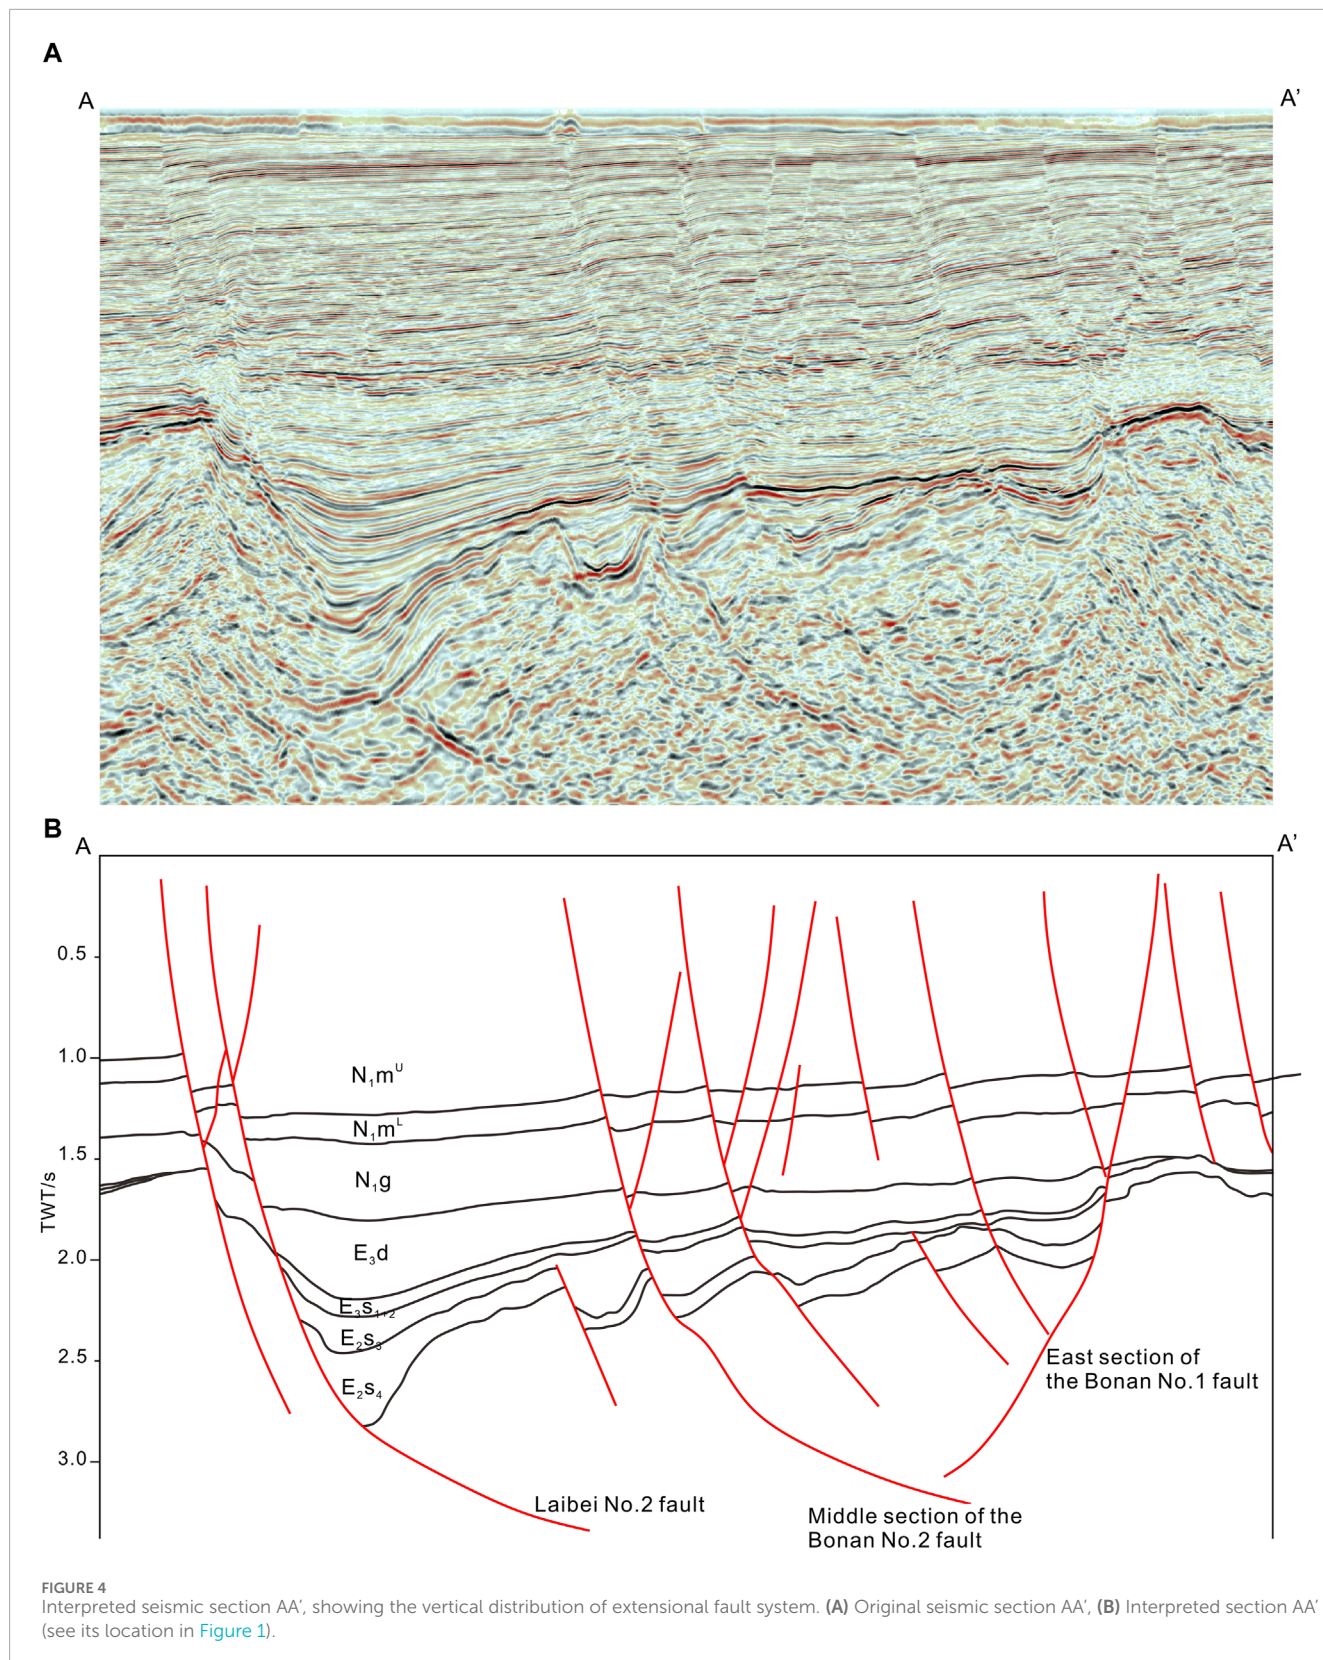 A
A A’
B
A A’
0.5
1.0
1.5
2.0
2.5
3.0
TWT/s
N₁mᵁ
N₁mᴸ
N₁g
E₃d
E₃s₁₊₂
E₂s₃
E₂s₄
East section of
the Bonan No.1 fault
Laibei No.2 fault
Middle section of the
Bonan No.2 fault
FIGURE 4
Interpreted seismic section AA′, showing the vertical distribution of extensional fault system. (A) Original seismic section AA′, (B) Interpreted section AA′
(see its location in Figure 1).